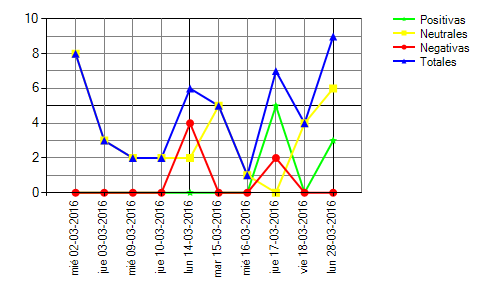 10
8
6
4
2
0
mié 02-03-2016
jue 03-03-2016
mié 09-03-2016
jue 10-03-2016
lun 14-03-2016
mar 15-03-2016
mié 16-03-2016
jue 17-03-2016
vie 18-03-2016
lun 28-03-2016
Positivas
Neutrales
Negativas
Totales